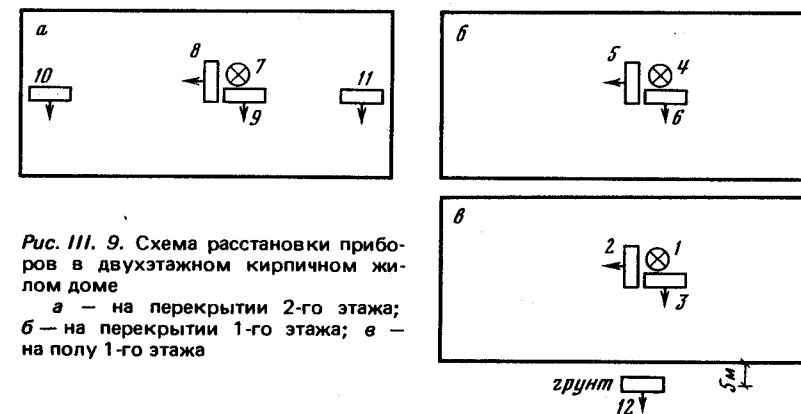 а
8
7
10
11
9
б
5
4
6
Рис. III. 9. Схема расстановки прибо-
ров в двухэтажном кирпичном жи-
лом доме
а — на перекрытии 2-го этажа;
б — на перекрытии 1-го этажа; в —
на полу 1-го этажа
в
2
1
3
грунт
12
5м